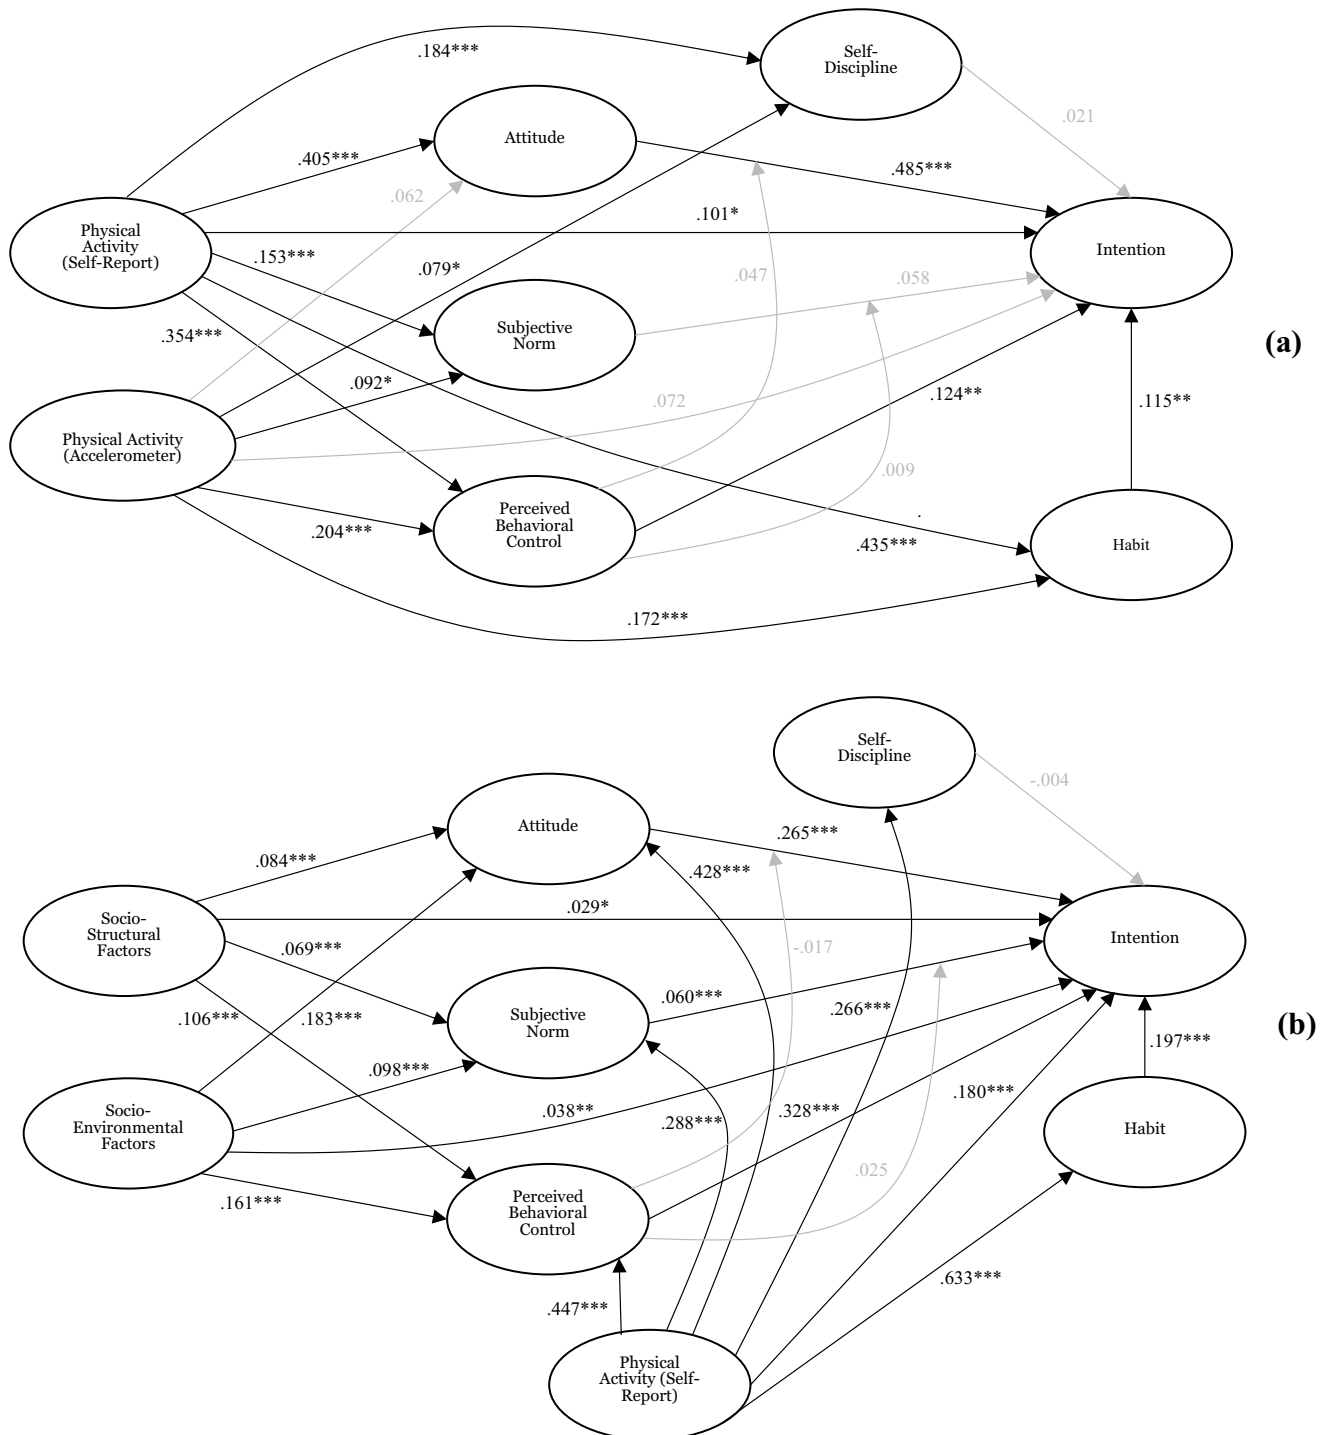 .184***
Self-
Discipline
.021
Attitude
.405***
.485***
.062
Physical
Activity
(Self-Report)
.101*
Intention
.153***
.079*
.047
.058
Subjective
Norm
.354***
(a)
.092*
.072
.124**
.115**
Physical Activity
(Accelerometer)
.009
Perceived
Behavioral
Control
.204***
.
.435***
Habit
.172***
Self-
Discipline
-.004
Attitude
.265***
.084***
.428***
Socio-
Structural
Factors
.029*
Intention
.069***
-.017
.060***
.266***
.106***
.183***
Subjective
Norm
(b)
.197***
.098***
.038**
.288***
.328***
.180***
Socio-
Environmental
Factors
Habit
.025
.161***
Perceived
Behavioral
Control
.633***
.447***
Physical
Activity (Self-
Report)